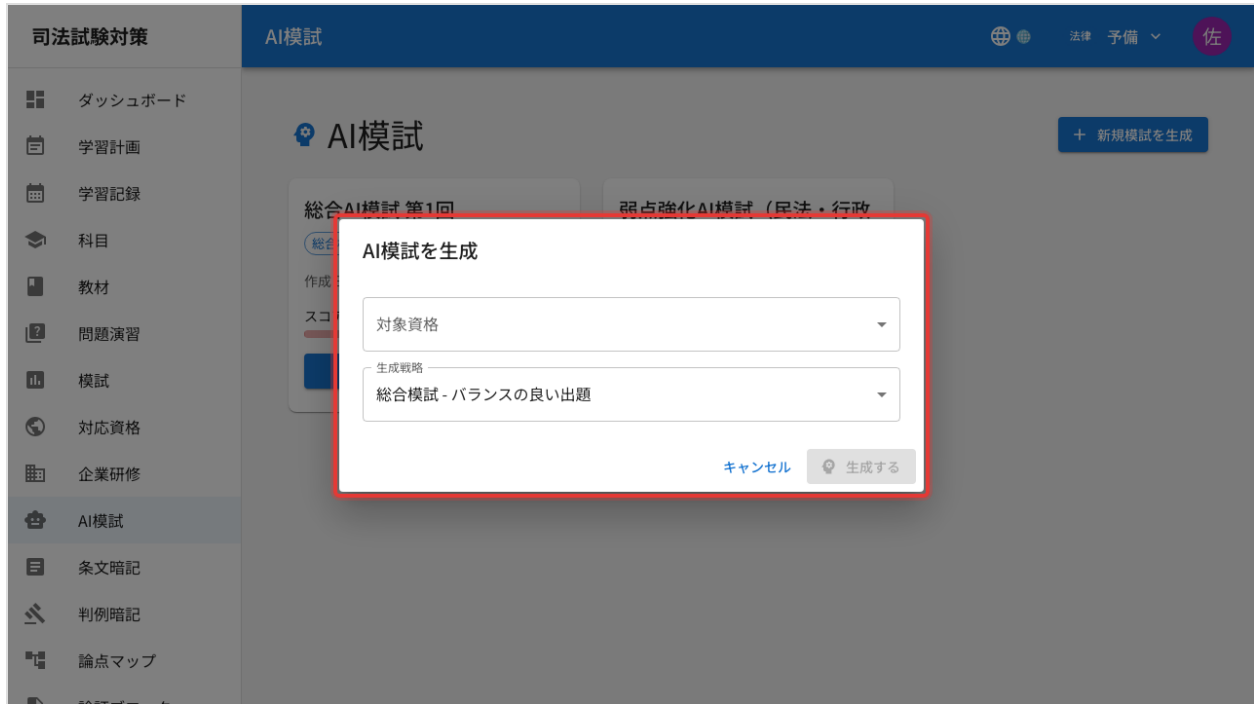 司法試験対策
AI模試
法律 予備
佐
ダッシュボード
学習計画
学習記録
科目
教材
問題演習
模試
対応資格
企業研修
AI模試
条文暗記
判例暗記
論点マップ
AI模試
+ 新規模試を生成
総合AI模試 第1回
弱点強化AI模試（民法・行政
総合
作成
スコ
AI模試を生成
対象資格
生成戦略
総合模試 - バランスの良い出題
キャンセル
生成する